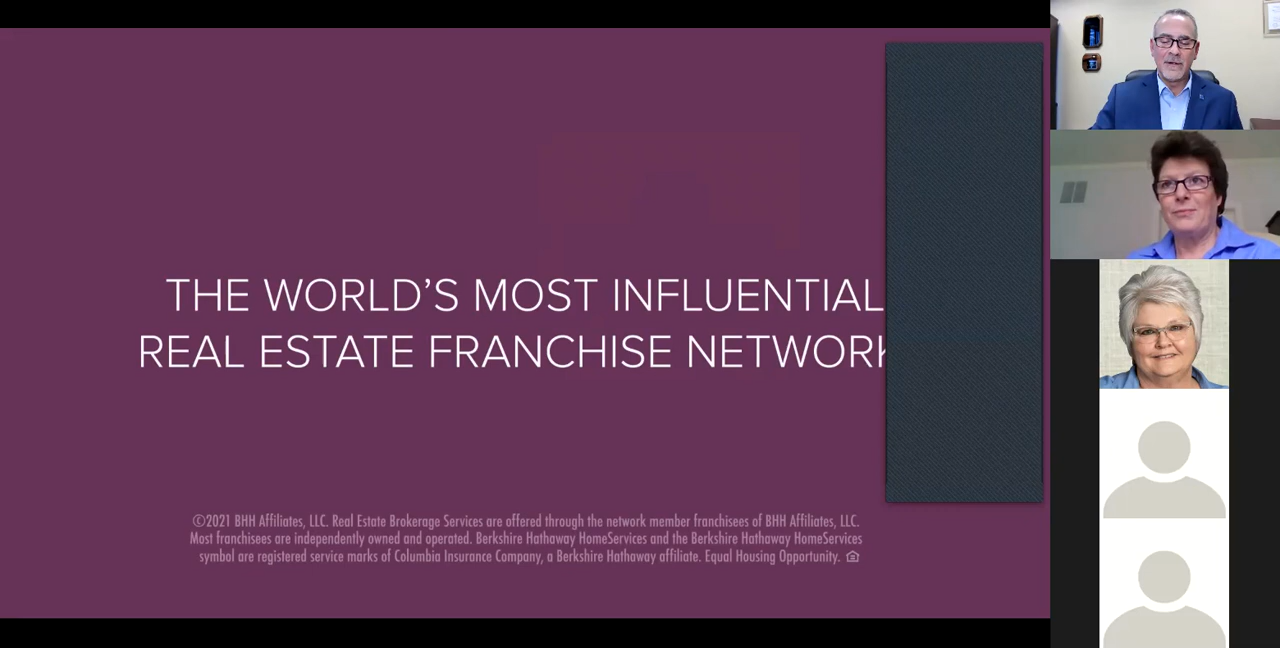 THE WORLD'S MOST INFLUENTIAL
REAL ESTATE FRANCHISE NETWORK
©2021 BHH Affiliates, LLC. Real Estate Brokerage Services are offered through the network member franchisees of BHH Affiliates, LLC.
Most franchisees are independently owned and operated. Berkshire Hathaway HomeServices and the Berkshire Hathaway HomeServices
symbol are registered service marks of Columbia Insurance Company, a Berkshire Hathaway affiliate. Equal Housing Opportunity.